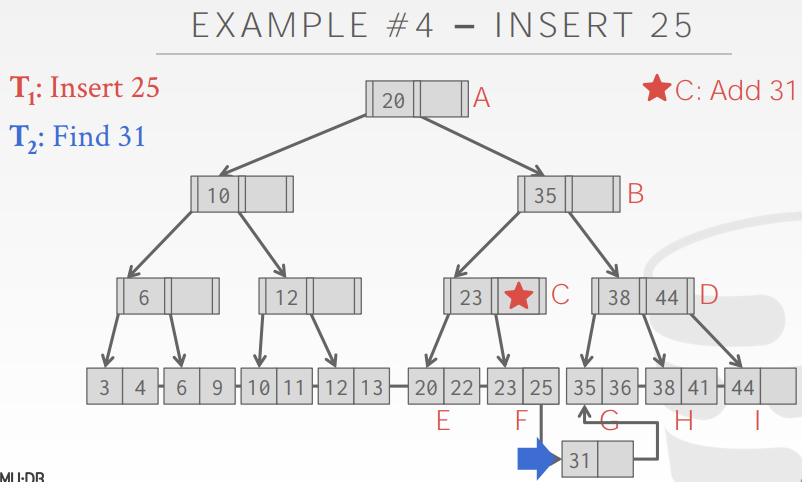 EXAMPLE #4 – INSERT 25
T1: Insert 25
C: Add 31
T2: Find 31
20 A
10
35 B
6
12
23 C
38 44 D
3 4 6 9 10 11 12 13 20 22 23 25 35 36 38 41 44
E F G H I
31
MU·DB